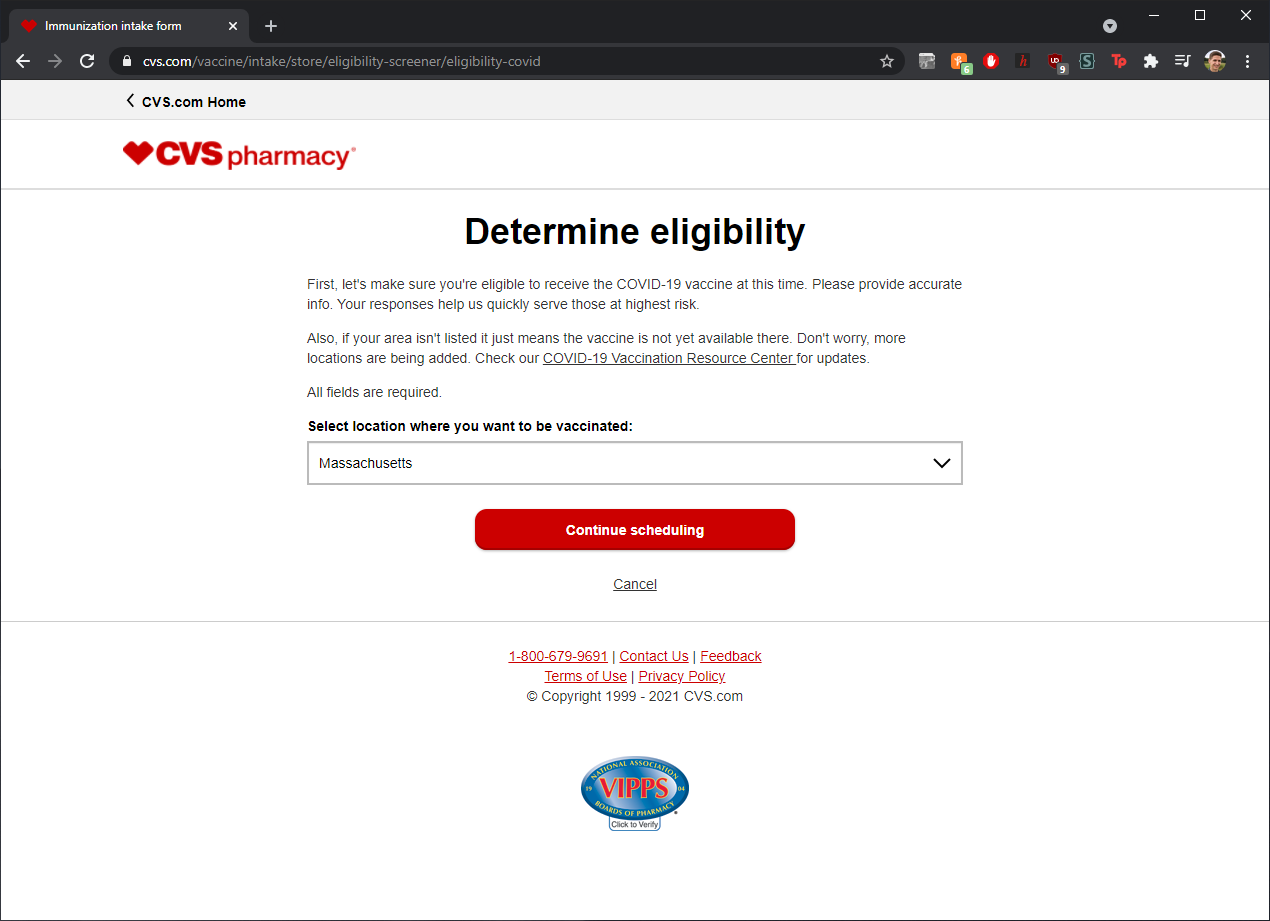 Immunization intake form
cvs.com/vaccine/intake/store/eligibility-screener/eligibility-covid
6
h
UO
9
S
Tp
CVS.com Home
CVS pharmacy®
Determine eligibility
First, let's make sure you're eligible to receive the COVID-19 vaccine at this time. Please provide accurate
info. Your responses help us quickly serve those at highest risk.
Also, if your area isn't listed it just means the vaccine is not yet available there. Don't worry, more
locations are being added. Check our COVID-19 Vaccination Resource Center for updates.
All fields are required.
Select location where you want to be vaccinated:
Massachusetts
Continue scheduling
Cancel
1-800-679-9691 | Contact Us | Feedback
Terms of Use | Privacy Policy
© Copyright 1999 - 2021 CVS.com
NATIONAL ASSOCIATION
19 VIPPS 04
BOARDS OF PHARMACY
Click to Verify